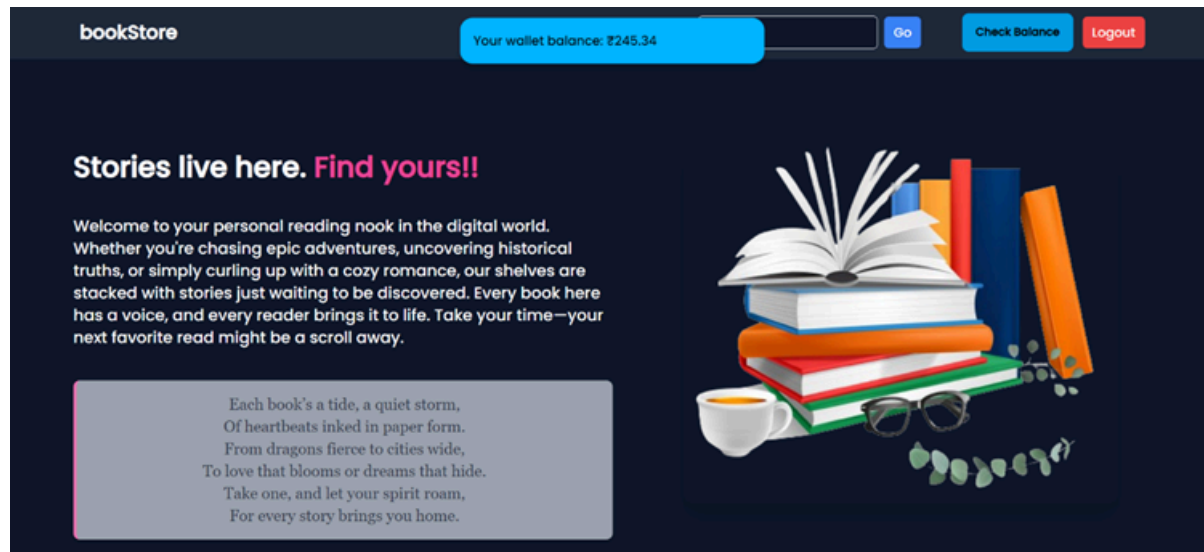 bookStore
Your wallet balance: ₹245.34
Go
Check Balance
Logout
Stories live here. Find yours!!
Welcome to your personal reading nook in the digital world.
Whether you're chasing epic adventures, uncovering historical
truths, or simply curling up with a cozy romance, our shelves are
stacked with stories just waiting to be discovered. Every book here
has a voice, and every reader brings it to life. Take your time—your
next favorite read might be a scroll away.
Each book's a tide, a quiet storm,
Of heartbeats inked in paper form.
From dragons fierce to cities wide,
To love that blooms or dreams that hide.
Take one, and let your spirit roam,
For every story brings you home.